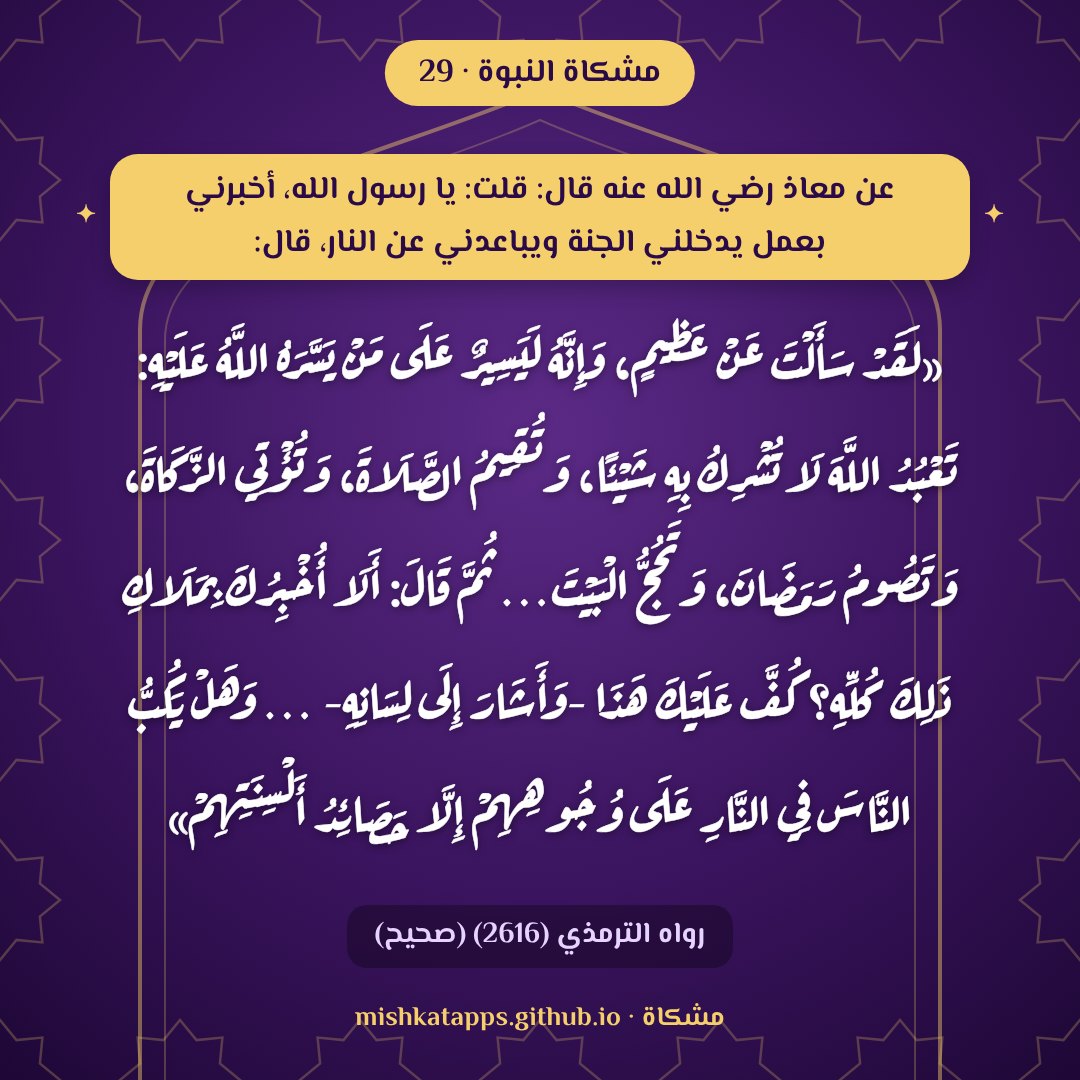 مشكاة النبوة · 29
عن معاذ رضي الله عنه قال: قلت: يا رسول الله، أخبرني
بعمل يدخلني الجنة ويباعدني عن النار، قال:
«لَقَدْ سَأَلْتَ عَنْ عَظِيمٍ، وَإِنَّهُ لَيَسِيرٌ عَلَى مَنْ يَسَّرَهُ اللَّهُ عَلَيْهِ:
تَعْبُدُ اللَّهَ لَا تُشْرِكُ بِهِ شَيْئًا، وَتُقِيمُ الصَّلَاةَ، وَتُؤْتِي الزَّكَاةَ،
وَتَصُومُ رَمَضَانَ، وَتَحُجُّ الْبَيْتَ... ثُمَّ قَالَ: أَلَا أُخْبِرُكَ بِمَلَاكِ
ذَلِكَ كُلِّهِ؟ كُفَّ عَلَيْكَ هَذَا -وَأَشَارَ إِلَى لِسَانِهِ- ... وَهَلْ يَكُبُّ
النَّاسَ فِي النَّارِ عَلَى وُجُوهِهِمْ إِلَّا حَصَائِدُ أَلْسِنَتِهِمْ»
رواه الترمذي (2616) (صحيح)
مشكاة · mishkatapps.github.io